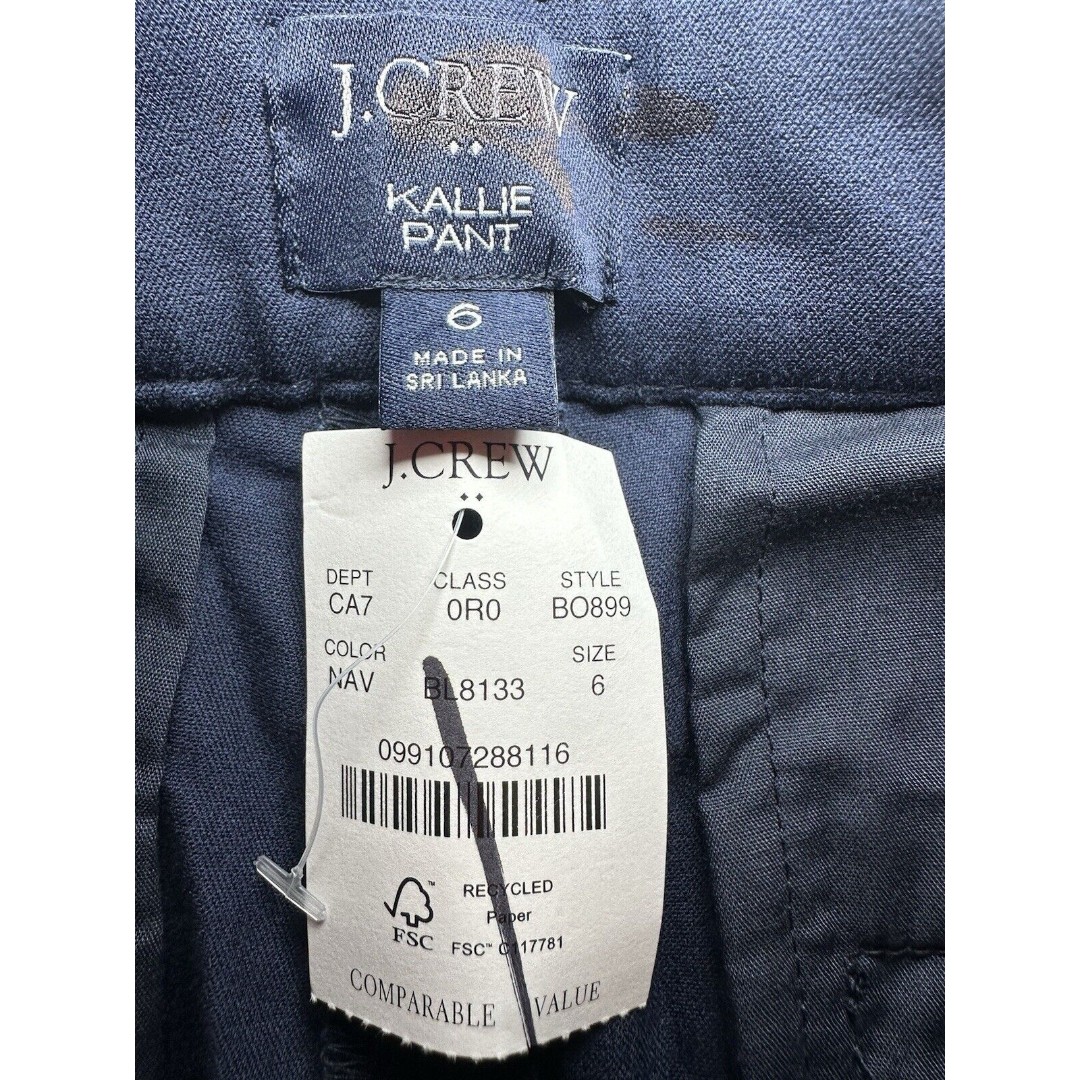 J.CREW
KALLIE
PANT
6
MADE IN
SRI LANKA
J.CREW
DEPT CLASS STYLE
CA7 0R0 BO899
COLOR SIZE
NAV BL8133 6
099107288116
FSC
RECYCLED
Paper
FSC™ C117781
COMPARABLE VALUE